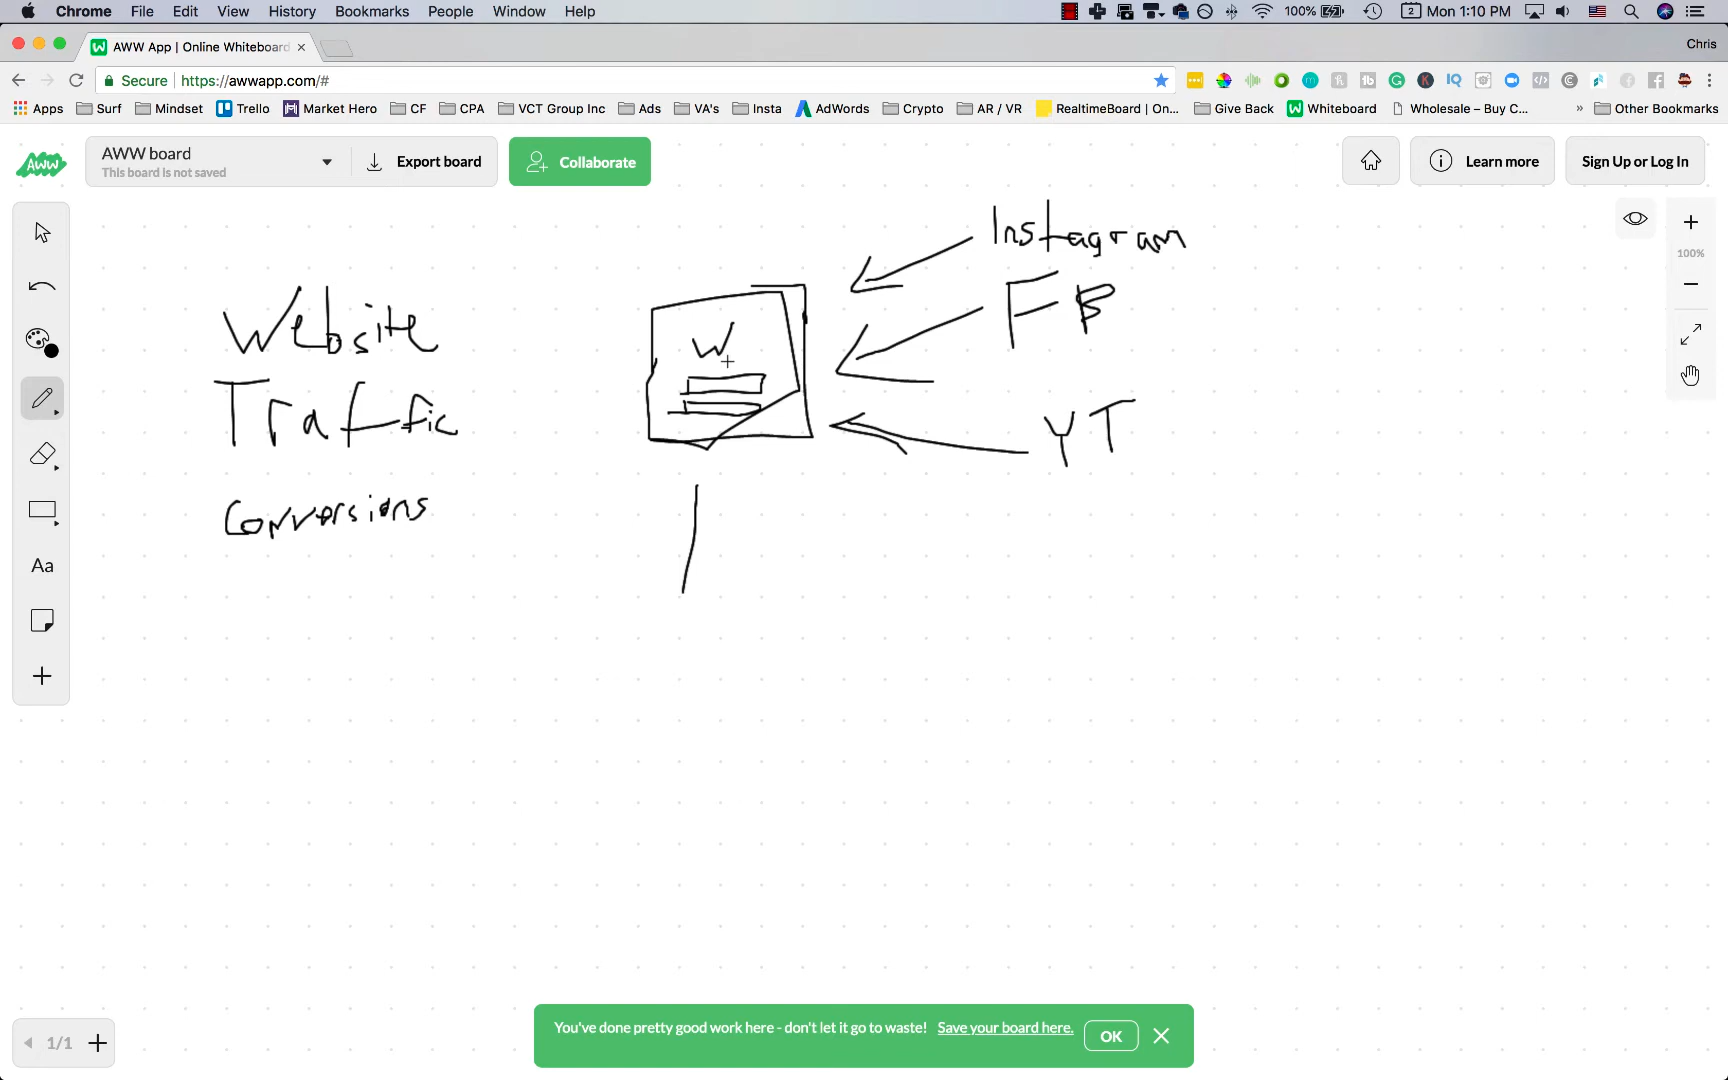 Chrome File Edit View History Bookmarks People Window Help 100% 2 Mon 1:10 PM
AWW App | Online Whiteboard Chris
Secure https://awwapp.com/#
Apps Surf Mindset Trello Market Hero CF CPA VCT Group Inc Ads VA's Insta AdWords Crypto AR / VR RealtimeBoard | On... Give Back Whiteboard Wholesale – Buy C... » Other Bookmarks
AWW
AWW board
This board is not saved
Export board
Collaborate
Learn more
Sign Up or Log In
100%
Aa
Instagram
Website
FB
W
Traffic
YT
Conversions
1/1
You've done pretty good work here - don't let it go to waste! Save your board here. OK